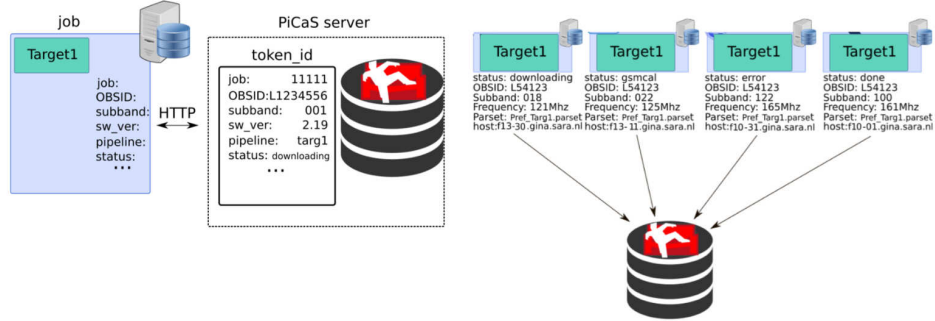 job
Target1
job:
OBSID:
subband:
sw_ver:
pipeline:
status:
...
HTTP
PiCaS server
token_id
job: 11111
OBSID:L1234556
subband: 001
sw_ver: 2.19
pipeline: targ1
status: downloading
...
Target1
status: downloading
OBSID: L54123
Subband: 018
Frequency: 121Mhz
Parset: Pref_Targ1.parset
host:f13-30.gina.sara.nl
Target1
status: gsmcal
OBSID: L54123
Subband: 022
Frequency: 125Mhz
Parset: Pref_Targ1.parset
host:f13-11.gina.sara.nl
Target1
status: error
OBSID: L54123
Subband: 122
Frequency: 165Mhz
Parset: Pref_Targ1.parset
host:f10-31.gina.sara.nl
Target1
status: done
OBSID: L54123
Subband: 100
Frequency: 161Mhz
Parset: Pref_Targ1.parset
host:f10-01.gina.sara.nl